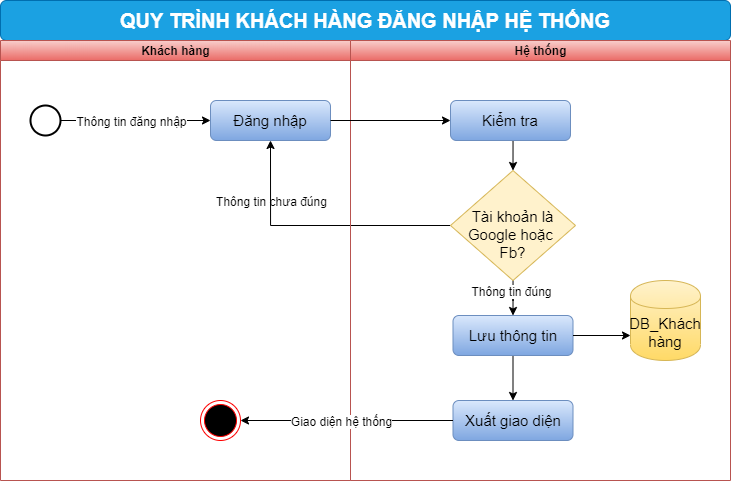 QUY TRÌNH KHÁCH HÀNG ĐĂNG NHẬP HỆ THỐNG
Khách hàng
Hệ thống
Thông tin đăng nhập
Đăng nhập
Kiểm tra
Thông tin chưa đúng
Tài khoản là
Google hoặc
Fb?
Thông tin đúng
Lưu thông tin
DB_Khách
hàng
Giao diện hệ thống
Xuất giao diện